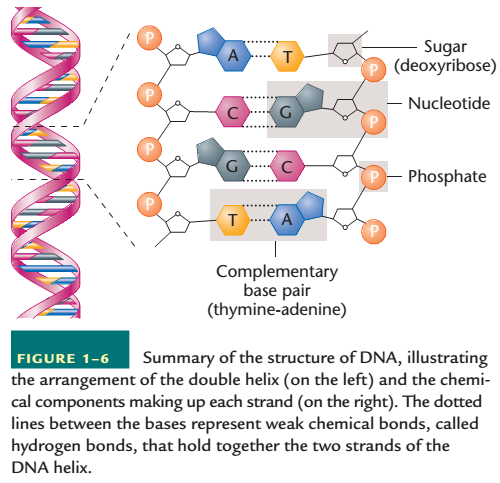 P A T Sugar
(deoxyribose)
P
P C G Nucleotide
P
P G C Phosphate
P
P T A
P
Complementary
base pair
(thymine-adenine)
FIGURE 1–6 Summary of the structure of DNA, illustrating
the arrangement of the double helix (on the left) and the chemi-
cal components making up each strand (on the right). The dotted
lines between the bases represent weak chemical bonds, called
hydrogen bonds, that hold together the two strands of the
DNA helix.